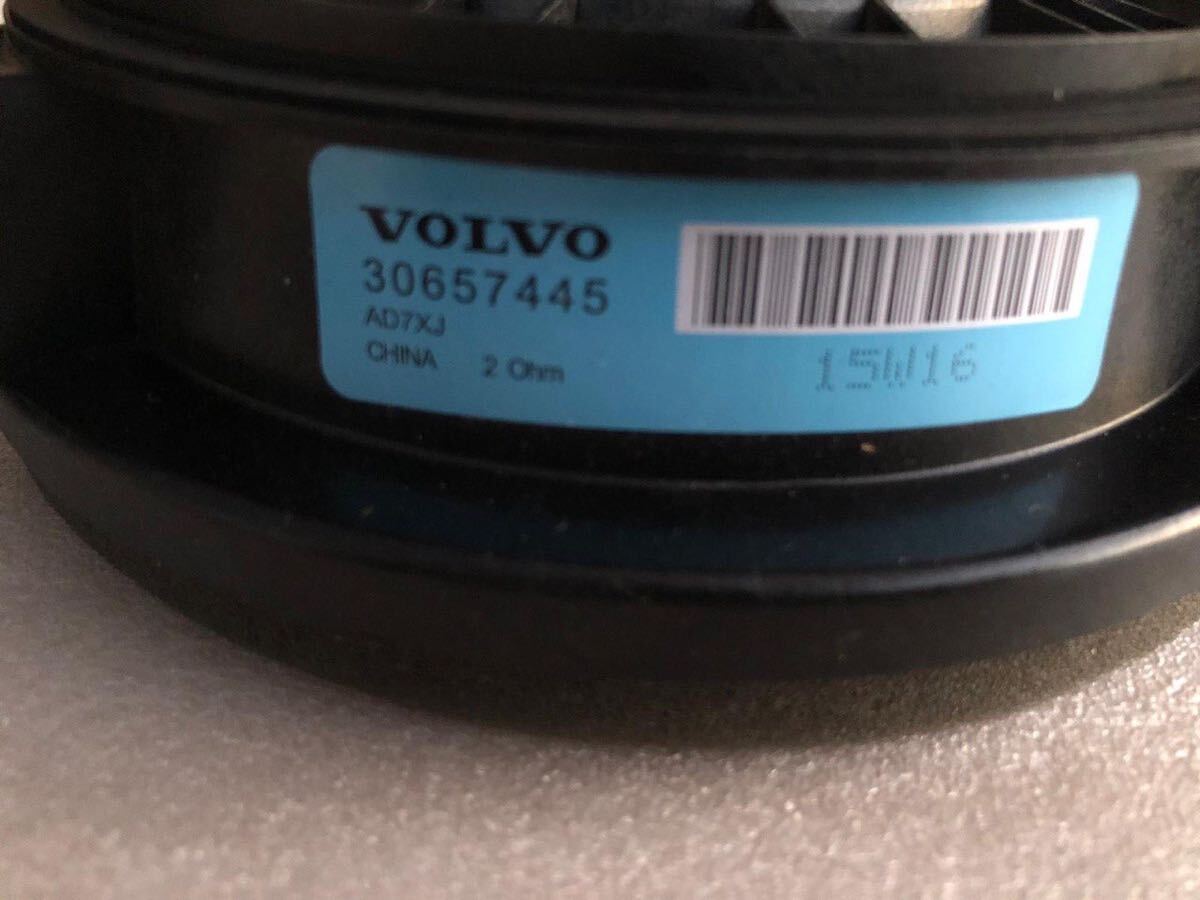 VOLVO
30657445
AD7XJ
CHINA 2 Ohm
15W16